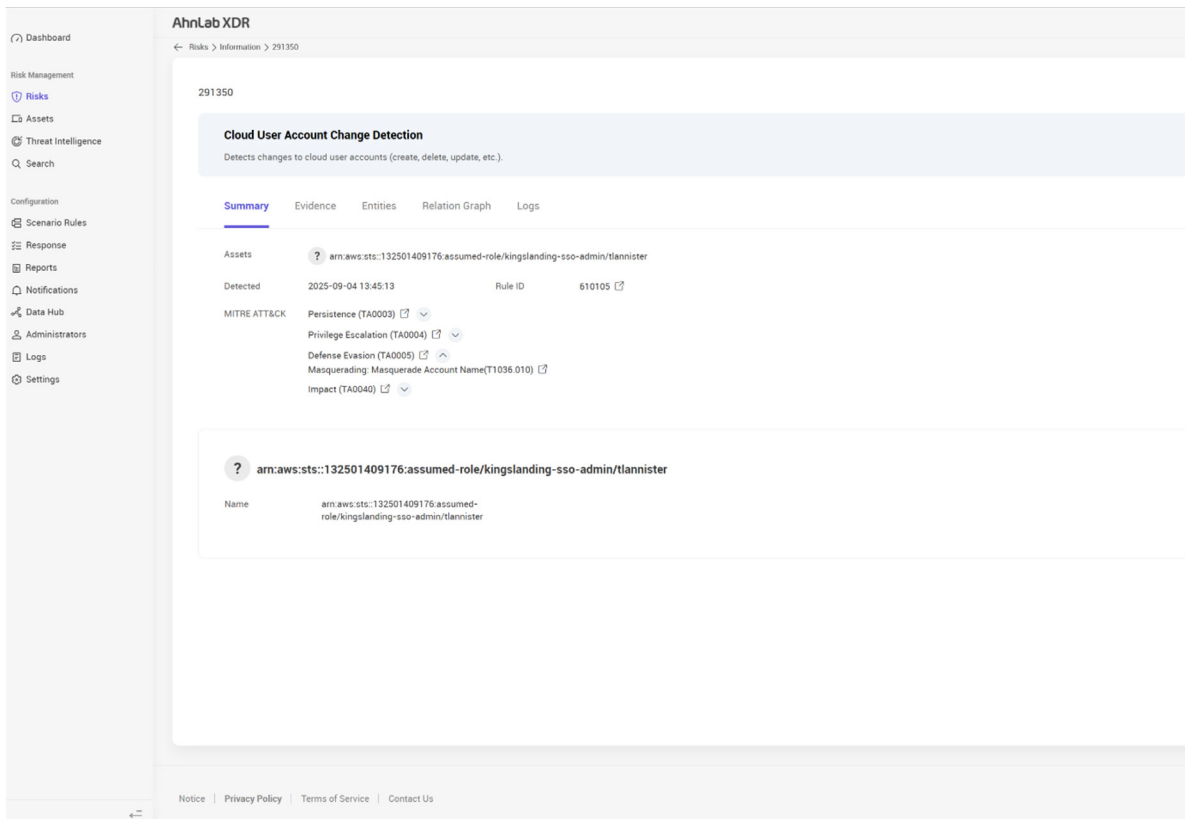 AhnLab XDR
Dashboard
Risk Management
Risks
Assets
Threat Intelligence
Search
Configuration
Scenario Rules
Response
Reports
Notifications
Data Hub
Administrators
Logs
Settings
Risks > Information > 291350
291350
Cloud User Account Change Detection
Detects changes to cloud user accounts (create, delete, update, etc.).
Summary Evidence Entities Relation Graph Logs
Assets ? arn:aws:sts::132501409176:assumed-role/kingslanding-sso-admin/tlannister
Detected 2025-09-04 13:45:13 Rule ID 610105
MITRE ATT&CK Persistence (TA0003)
Privilege Escalation (TA0004)
Defense Evasion (TA0005)
Masquerading: Masquerade Account Name(T1036.010)
Impact (TA0040)
? arn:aws:sts::132501409176:assumed-role/kingslanding-sso-admin/tlannister
Name arn:aws:sts::132501409176:assumed-
role/kingslanding-sso-admin/tlannister
Notice | Privacy Policy | Terms of Service | Contact Us